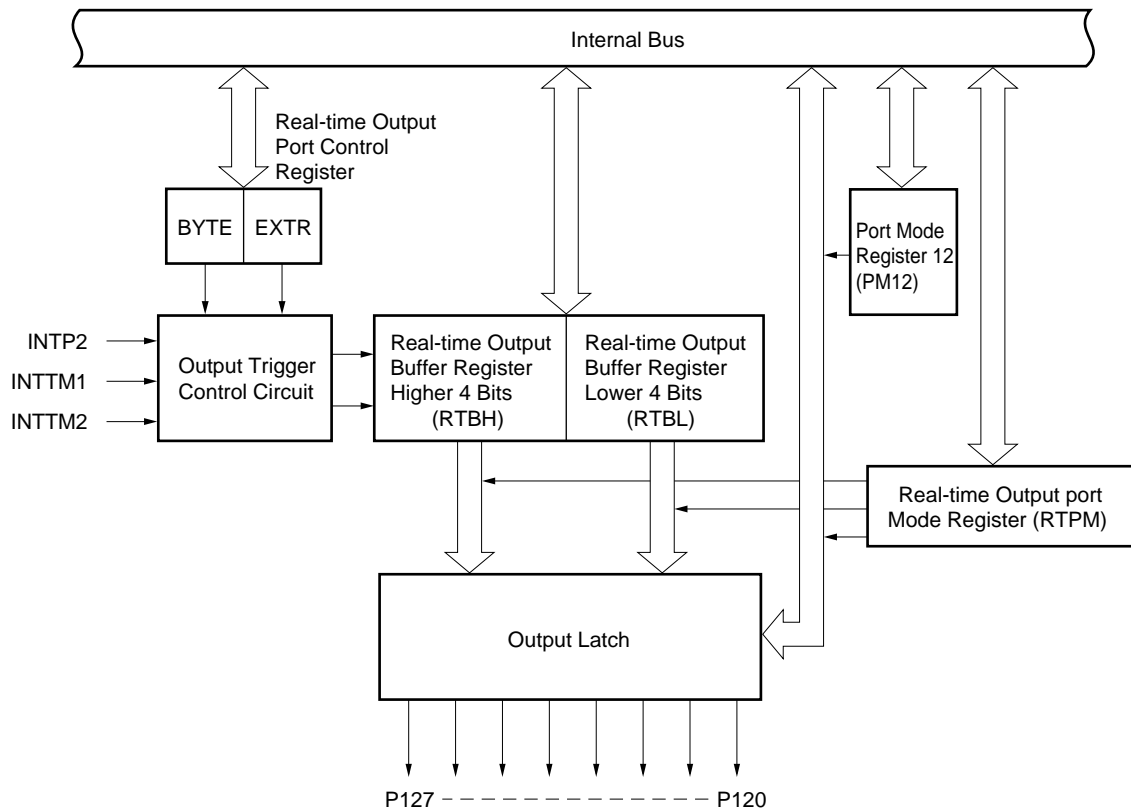 Internal Bus
Real-time Output
Port Control
Register
BYTE
EXTR
Port Mode
Register 12
(PM12)
INTP2
INTTM1
INTTM2
Output Trigger
Control Circuit
Real-time Output
Buffer Register
Higher 4 Bits
(RTBH)
Real-time Output
Buffer Register
Lower 4 Bits
(RTBL)
Real-time Output port
Mode Register (RTPM)
Output Latch
P127
P120